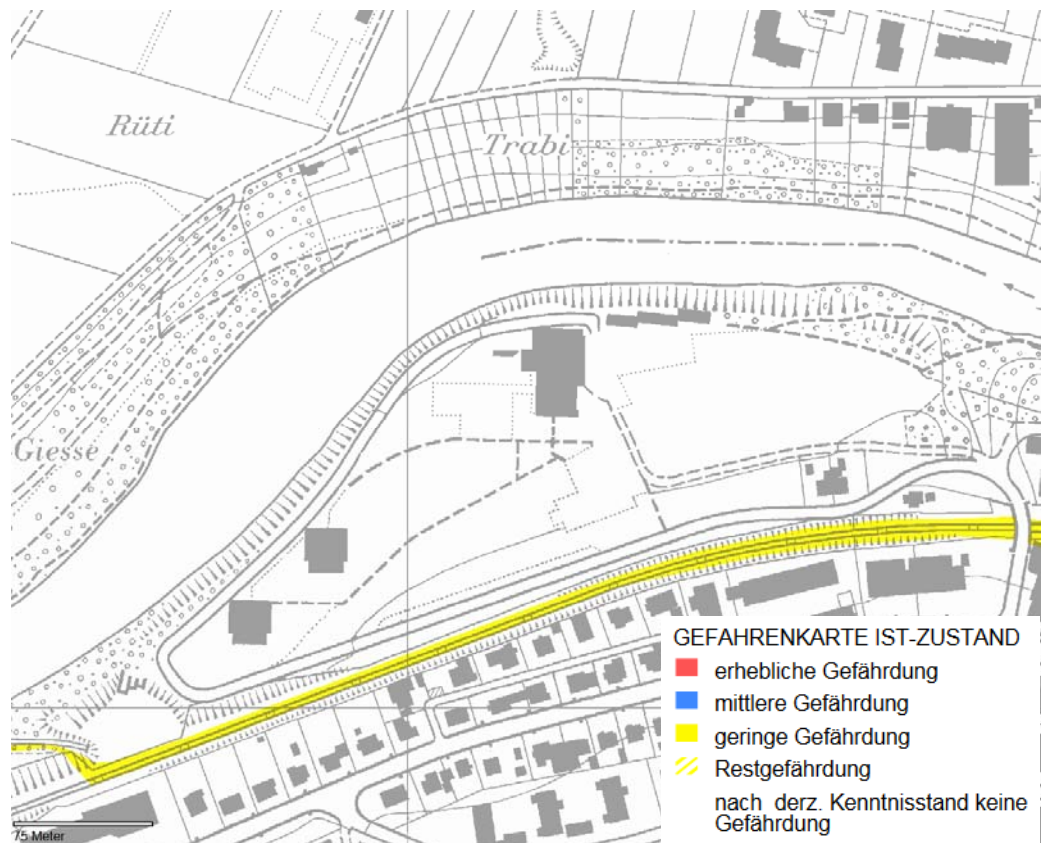 Rüti
Trabi
Giesse
GEFAHRENKARTE IST-ZUSTAND
erhebliche Gefährdung
mittlere Gefährdung
geringe Gefährdung
Restgefährdung
nach derz. Kenntnisstand keine
Gefährdung
75 Meter